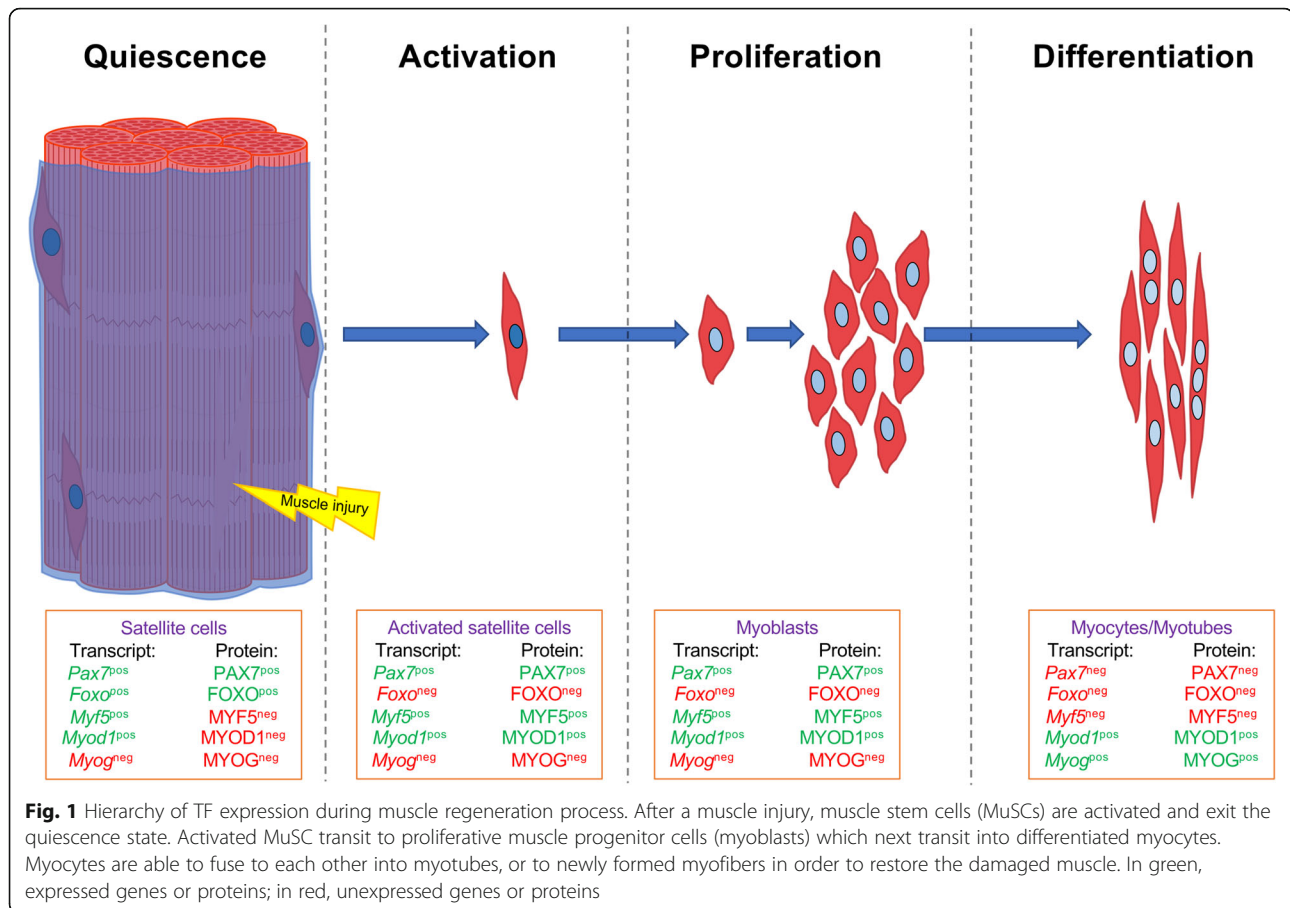 Quiescence
Activation
Proliferation
Differentiation
Muscle injury
Satellite cells
Transcript: Protein:
Pax7pos PAX7pos
Foxopos FOXOpos
Myf5pos MYF5neg
Myod1pos MYOD1neg
Myogneg MYOGneg
Activated satellite cells
Transcript: Protein:
Pax7pos PAX7pos
Foxoneg FOXOneg
Myf5pos MYF5pos
Myod1pos MYOD1pos
Myogneg MYOGneg
Myoblasts
Transcript: Protein:
Pax7pos PAX7pos
Foxoneg FOXOneg
Myf5pos MYF5pos
Myod1pos MYOD1pos
Myogneg MYOGneg
Myocytes/Myotubes
Transcript: Protein:
Pax7neg PAX7neg
Foxoneg FOXOneg
Myf5neg MYF5neg
Myod1pos MYOD1pos
Myogpos MYOGpos
Fig. 1 Hierarchy of TF expression during muscle regeneration process. After a muscle injury, muscle stem cells (MuSCs) are activated and exit the
quiescence state. Activated MuSC transit to proliferative muscle progenitor cells (myoblasts) which next transit into differentiated myocytes.
Myocytes are able to fuse to each other into myotubes, or to newly formed myofibers in order to restore the damaged muscle. In green,
expressed genes or proteins; in red, unexpressed genes or proteins